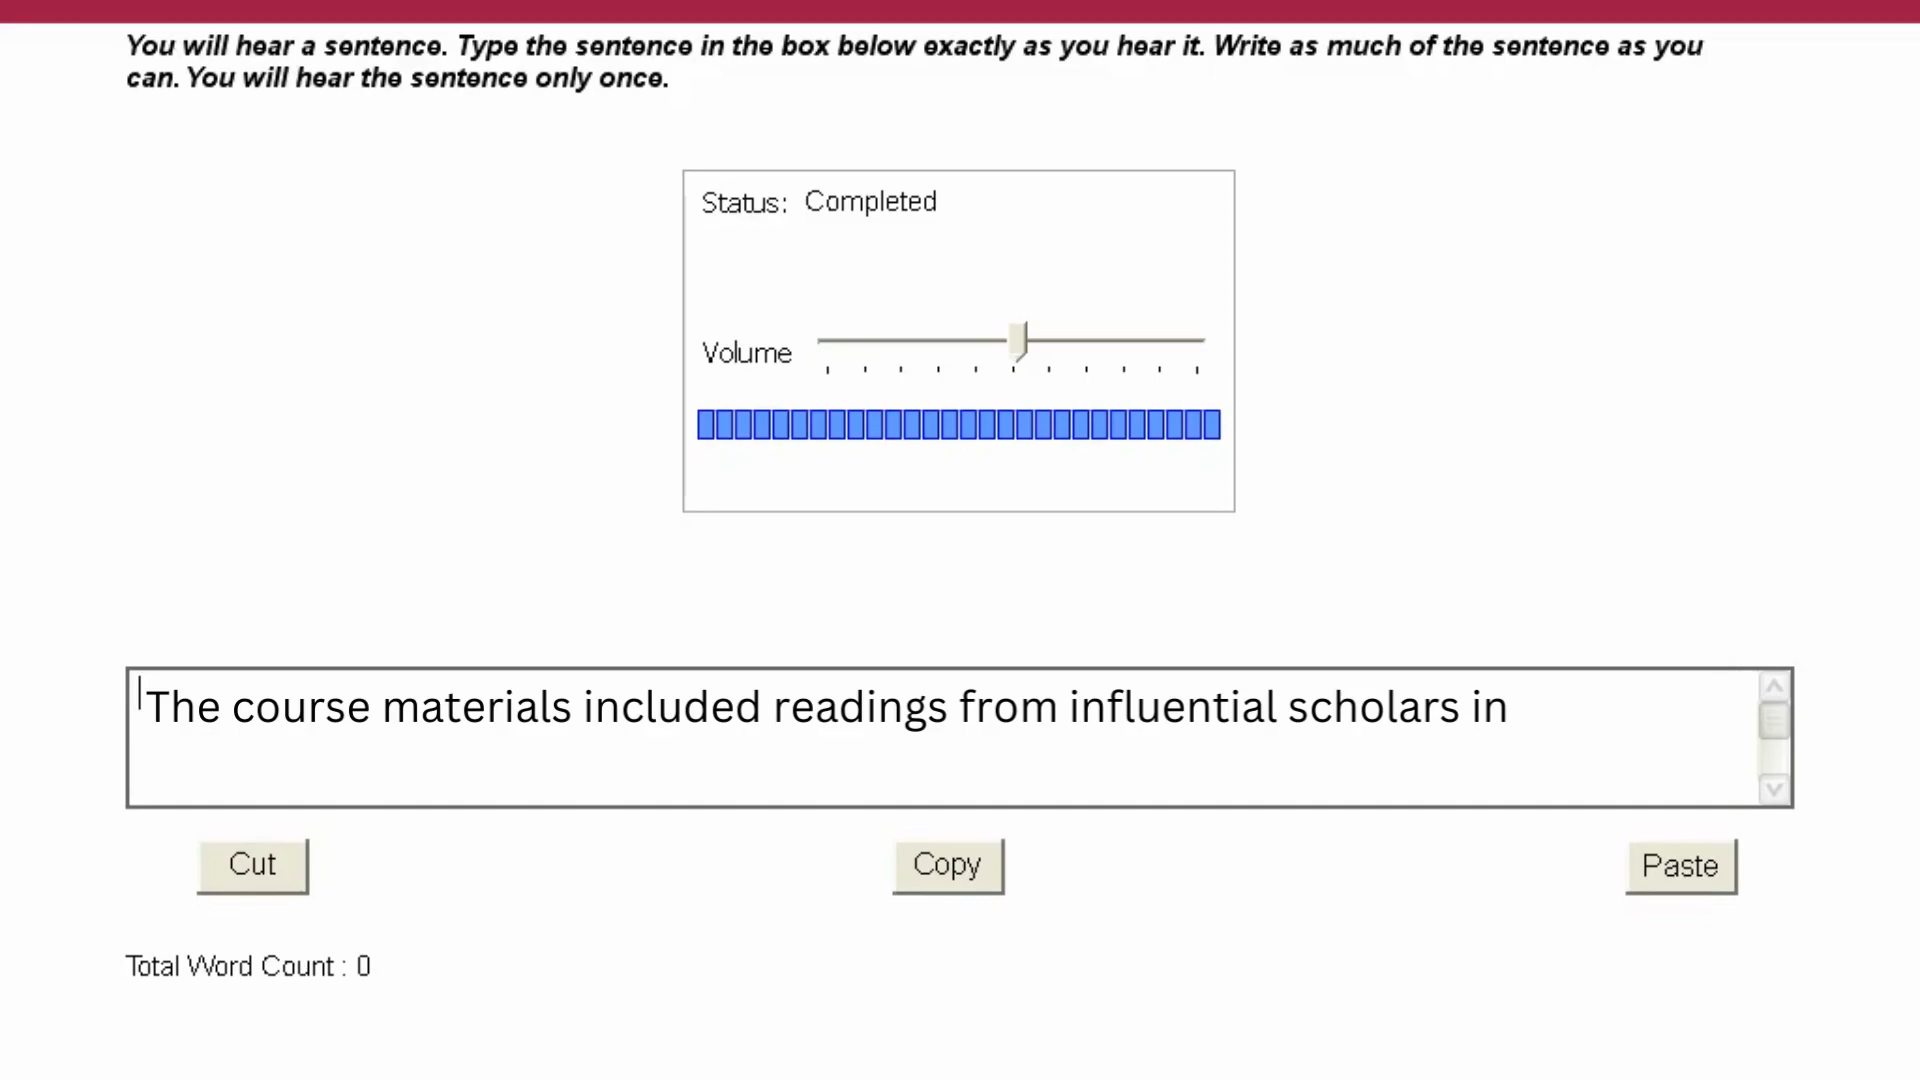 You will hear a sentence. Type the sentence in the box below exactly as you hear it. Write as much of the sentence as you
can. You will hear the sentence only once.
Status: Completed
Volume
The course materials included readings from influential scholars in
Cut
Copy
Paste
Total Word Count : 0